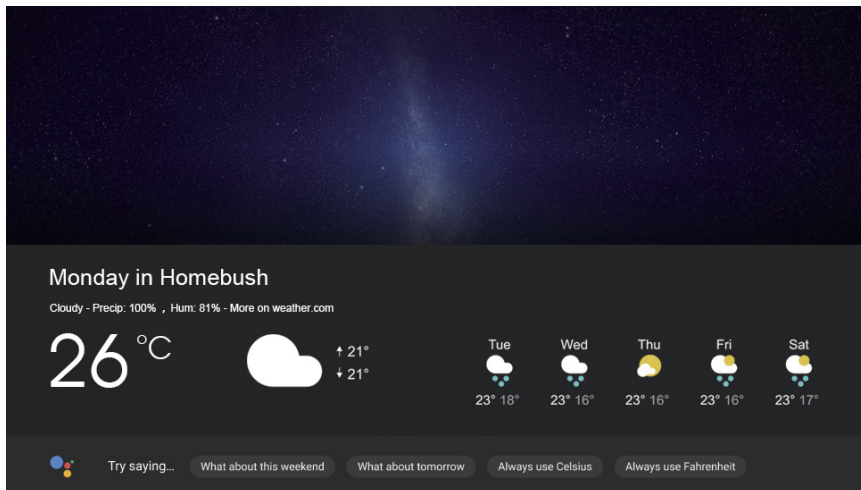 Monday in Homebush
Cloudy - Precip: 100% , Hum: 81% - More on weather.com
26 °C
↑ 21°
↓ 21°
Tue Wed Thu Fri Sat
23° 18° 23° 16° 23° 16° 23° 16° 23° 17°
Try saying... What about this weekend What about tomorrow Always use Celsius Always use Fahrenheit